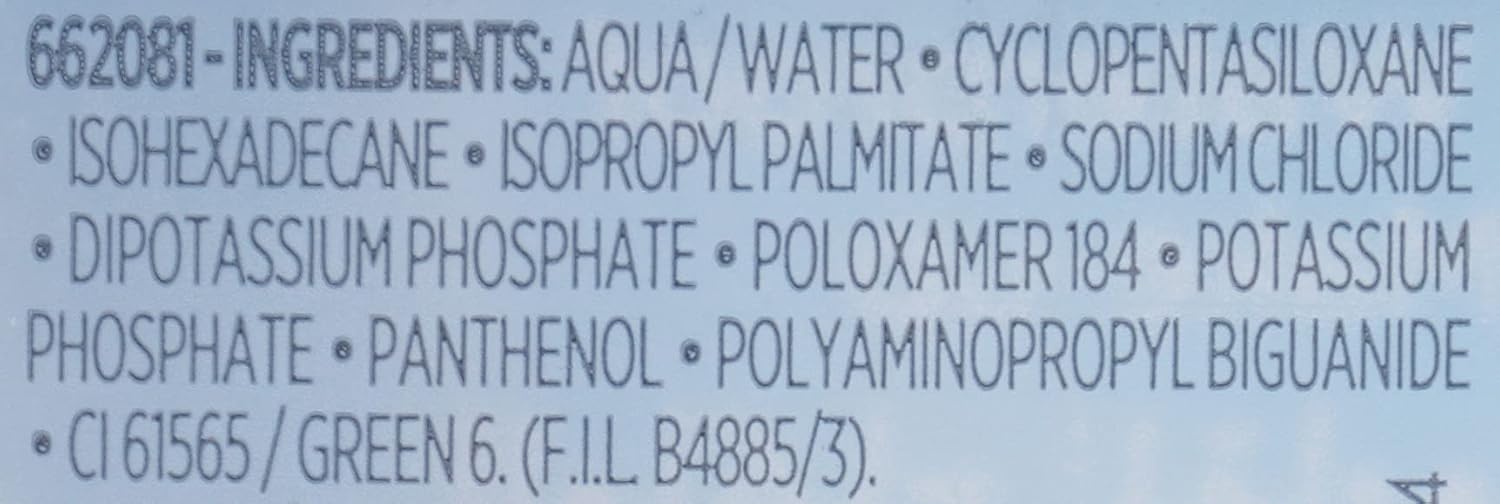 662081 - INGREDIENTS: AQUA / WATER • CYCLOPENTASILOXANE
• ISOHEXADECANE • ISOPROPYL PALMITATE • SODIUM CHLORIDE
• DIPOTASSIUM PHOSPHATE • POLOXAMER 184 • POTASSIUM
PHOSPHATE • PANTHENOL • POLYAMINOPROPYL BIGUANIDE
• CI 61565 / GREEN 6. (F.I.L. B4885/3).